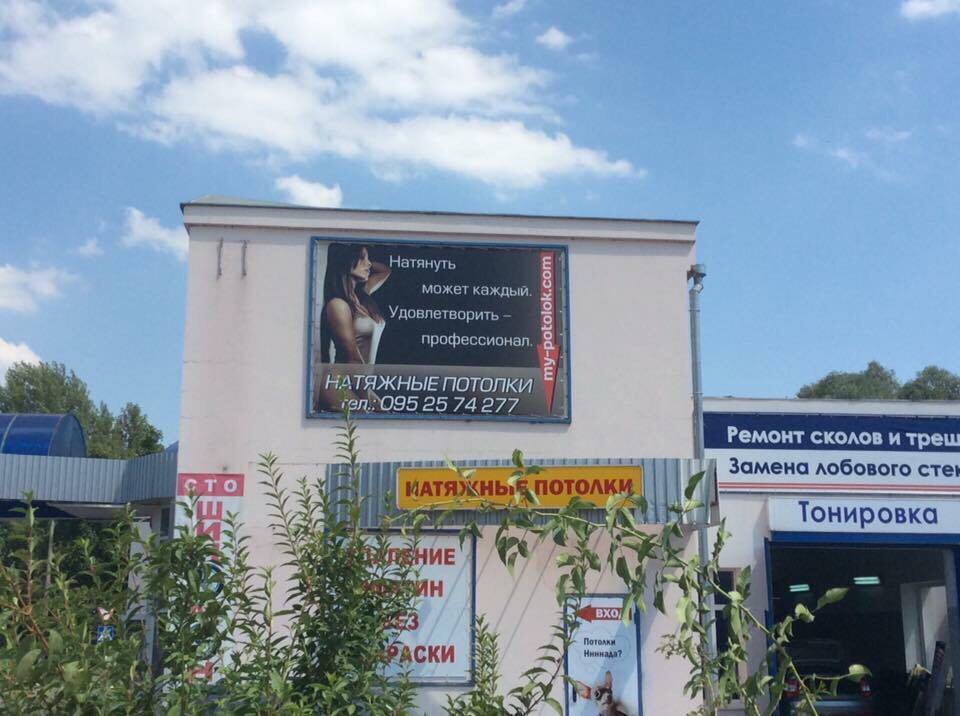 Натянуть
может каждый.
Удовлетворить –
профессионал.
my-potolok.com
НАТЯЖНЫЕ ПОТОЛКИ
тел.: 095 25 74 277
НАТЯЖНЫЕ ПОТОЛКИ
Ремонт сколов и трещ
Замена лобового стек
Тонировка
СТО
ВХОД
Потолки
Ниннада?